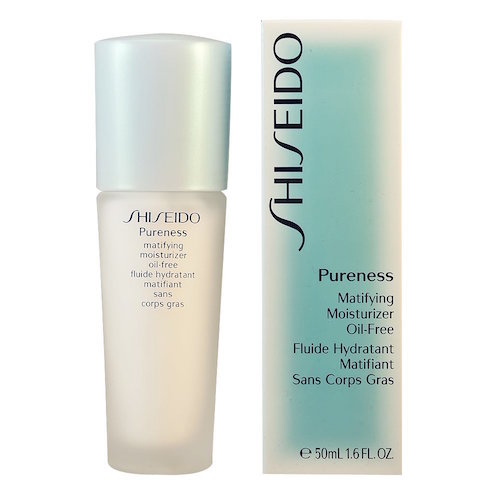 SHISEIDO
Pureness
matifying
moisturizer
oil-free
fluide hydratant
matifiant
sans
corps gras
SHISEIDO
Pureness
Matifying
Moisturizer
Oil-Free
Fluide Hydratant
Matifiant
Sans Corps Gras
℮ 50mL 1.6 FL. OZ.